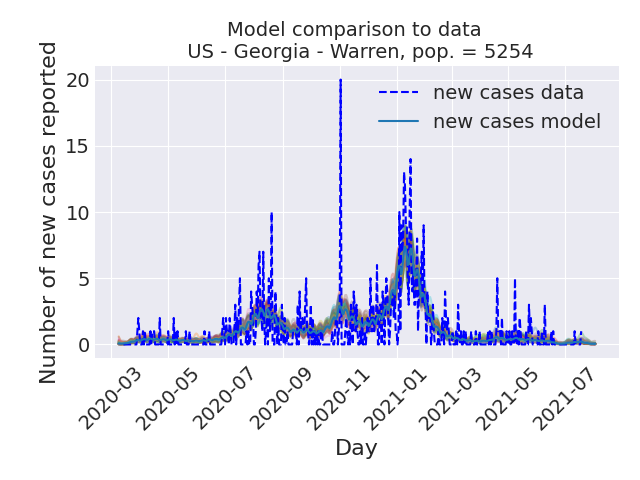 Model comparison to data
US - Georgia - Warren, pop. = 5254
Number of new cases reported
20
15
10
5
0
new cases data
new cases model
2020-03
2020-05
2020-07
2020-09
2020-11
2021-01
2021-03
2021-05
2021-07
Day